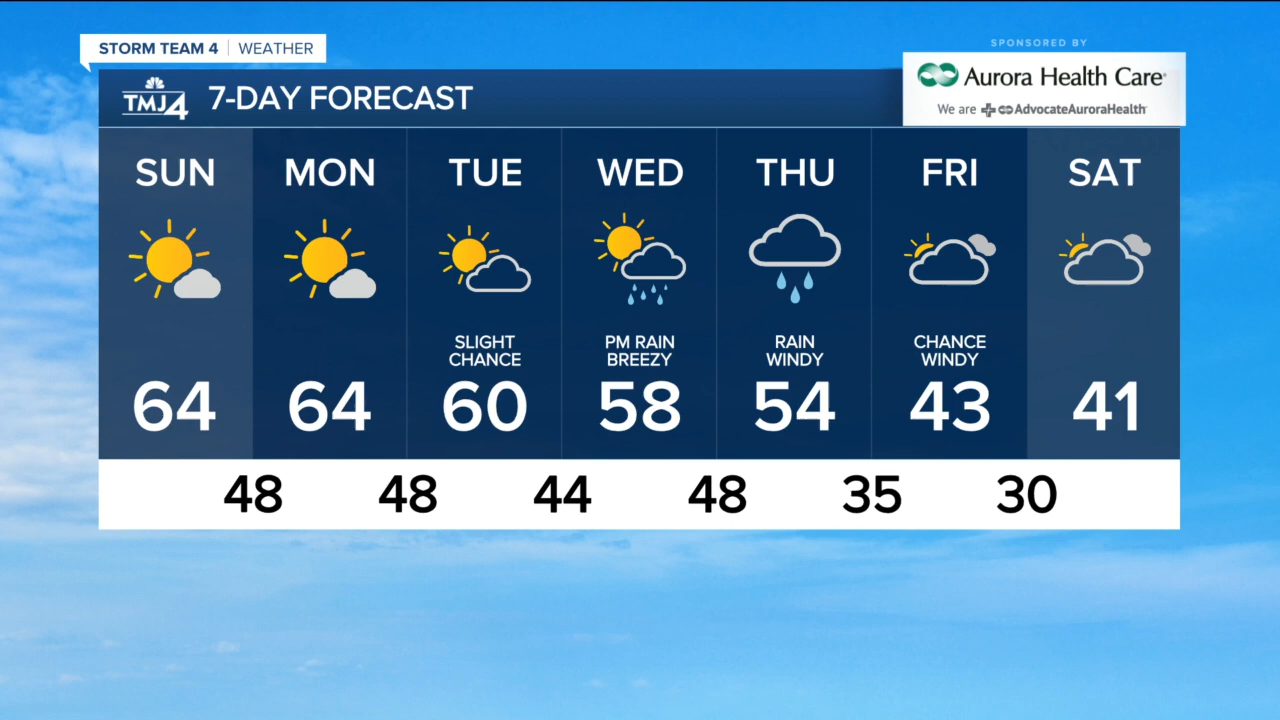 STORM TEAM 4 | WEATHER
SPONSORED BY
Aurora Health Care®
We are AdvocateAuroraHealth
TMJ4 7-DAY FORECAST
SUN MON TUE WED THU FRI SAT
SLIGHT CHANCE PM RAIN BREEZY RAIN WINDY CHANCE WINDY
64 64 60 58 54 43 41
48 48 44 48 35 30